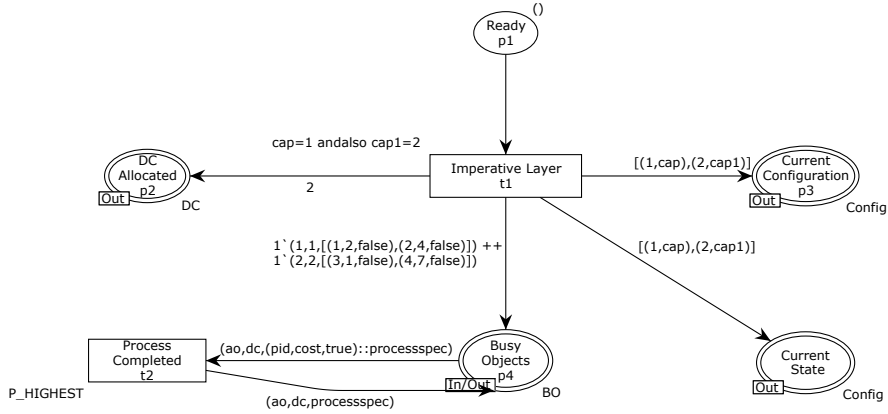 ()
Ready
p1
cap=1 andalso cap1=2
DC
Allocated
p2
Out
DC
2
Imperative Layer
t1
[(1,cap),(2,cap1)]
Current
Configuration
p3
Out
Config
1`(1,1,[(1,2,false),(2,4,false)]) ++
1`(2,2,[(3,1,false),(4,7,false)])
[(1,cap),(2,cap1)]
Process
Completed
t2
P_HIGHEST
(ao,dc,(pid,cost,true)::processspec)
(ao,dc,processspec)
Busy
Objects
p4
In/Out
BO
Current
State
Out
Config